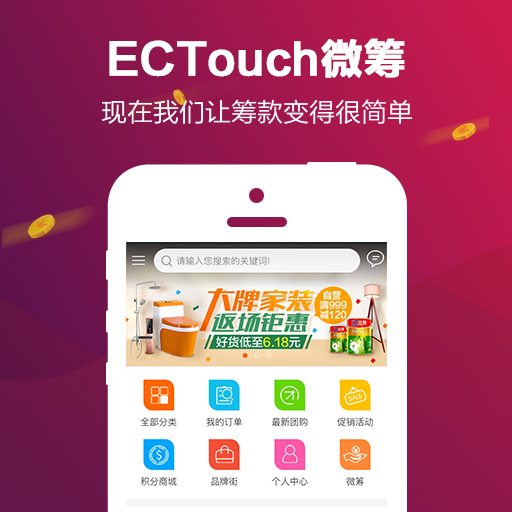 ECTouch微筹
现在我们让筹款变得很简单
请输入您搜索的关键词!
大牌家装
返场钜惠
好货低至6.18元
自营
满999
减120
全部分类
我的订单
最新团购
促销活动
SALE
积分商城
品牌街
个人中心
微筹